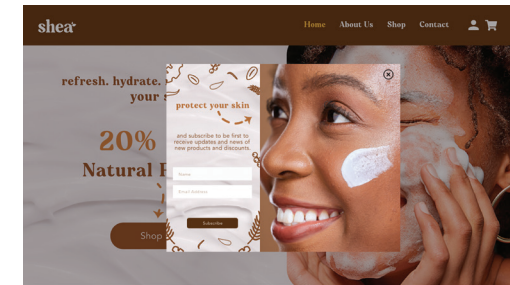 shea
Home About Us Shop Contact
refresh. hydrate.
your
20%
Natural
Shop
protect your skin
and subscribe to be first to
receive updates and news of
new products and discounts.
Name
Email Address
Subscribe